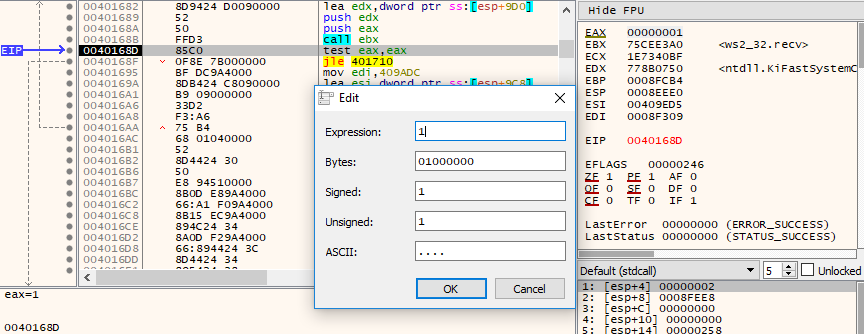 00401682 8D9424 D0090000 lea edx,dword ptr ss:[esp+9D0]
00401689 52 push edx
0040168A 50 push eax
0040168B FFD3 call ebx
EIP 0040168D 85C0 test eax,eax
0040168F 0F8E 7B000000 jle 401710
00401695 BF DC9A4000 mov edi,409ADC
0040169A 8DB424 C8090000 lea esi,dword ptr ss:[esp+9C8]
004016A1 B9 09000000
004016A6 33D2
004016A8 F3:A6
004016AA 75 B4
004016AC 68 01040000
004016B1 52
004016B2 8D4424 30
004016B6 50
004016B7 E8 94510000
004016BC 8B0D E89A4000
004016C2 66:A1 F09A4000
004016C8 8B15 EC9A4000
004016CE 894C24 34
004016D2 8A0D F29A4000
004016D8 66:894424 3C
004016DD 8D4424 34
eax=1
0040168D
Edit
Expression: 1
Bytes: 01000000
Signed: 1
Unsigned: 1
ASCII: ....
OK Cancel
Hide FPU
EAX 00000001
EBX 75CEE3A0 <ws2_32.recv>
ECX 1E7340BF
EDX 778B0750 <ntdll.KiFastSystemC
EBP 0008FCB4
ESP 0008EEE0
ESI 00409ED5
EDI 0008F309
EIP 0040168D
EFLAGS 00000246
ZF 1 PF 1 AF 0
OF 0 SF 0 DF 0
CF 0 TF 0 IF 1
LastError 00000000 (ERROR_SUCCESS)
LastStatus 00000000 (STATUS_SUCCESS)
Default (stdcall) 5 Unlocked
1: [esp+4] 00000002
2: [esp+8] 0008FEE8
3: [esp+C] 00000000
4: [esp+10] 00000000
5: [esp+14] 00000258